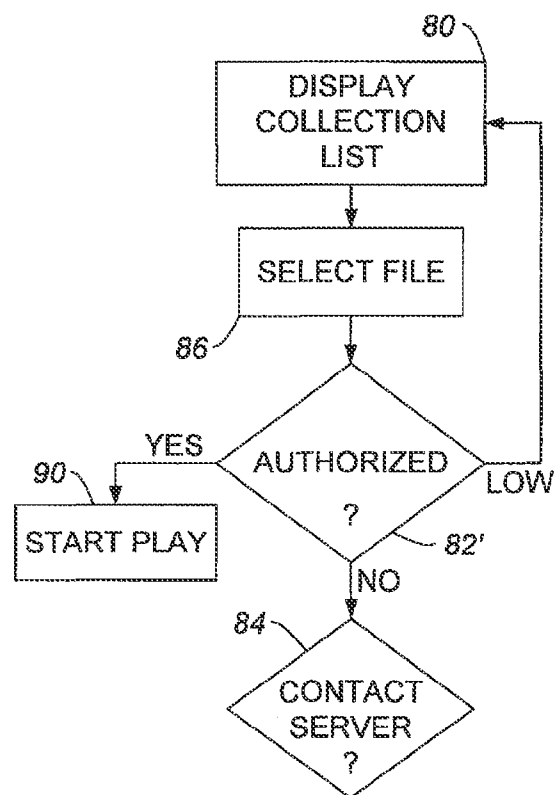 80
DISPLAY
COLLECTION
LIST
SELECT FILE
86
YES
AUTHORIZED
?
LOW
90
START PLAY
82'
NO
84
CONTACT
SERVER
?